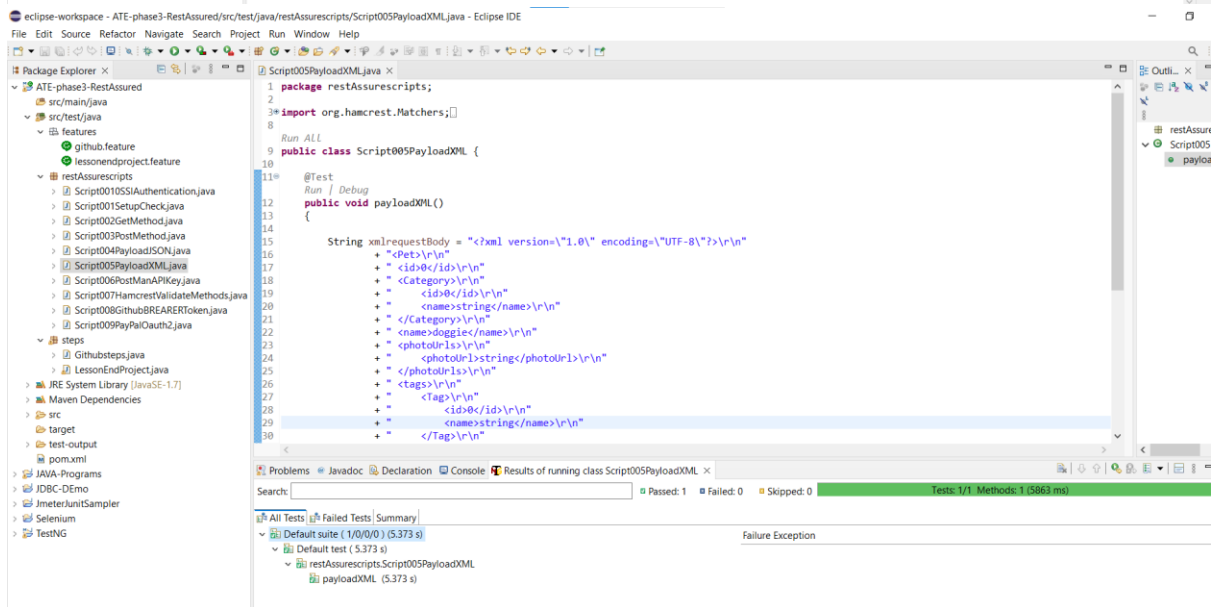 eclipse-workspace - ATE-phase3-RestAssured/src/test/java/restAssurescripts/Script005PayloadXML.java - Eclipse IDE
File Edit Source Refactor Navigate Search Project Run Window Help
Package Explorer
ATE-phase3-RestAssured
src/main/java
src/test/java
features
github.feature
lessonendproject.feature
restAssurescripts
Script0010SSlAuthentication.java
Script001SetupCheck.java
Script002GetMethod.java
Script003PostMethod.java
Script004PayloadJSON.java
Script005PayloadXML.java
Script006PostManAPIKey.java
Script007HamcrestValidateMethods.java
Script008GithubBREARERToken.java
Script009PayPalOauth2.java
steps
Githubsteps.java
LessonEndProject.java
JRE System Library [JavaSE-1.7]
Maven Dependencies
src
target
test-output
pom.xml
JAVA-Programs
JDBC-DEmo
JmeterJunitSampler
Selenium
TestNG
Script005PayloadXML.java
1 package restAssurescripts;
2
3 import org.hamcrest.Matchers;
8
Run All
9 public class Script005PayloadXML {
10
11 @Test
Run | Debug
12 public void payloadXML()
13 {
14
15 String xmlrequestBody = "<?xml version=\"1.0\" encoding=\"UTF-8\"?>\r\n"
16 + "<Pet>\r\n"
17 + " <id>0</id>\r\n"
18 + " <Category>\r\n"
19 + " <id>0</id>\r\n"
20 + " <name>string</name>\r\n"
21 + " </Category>\r\n"
22 + " <name>doggie</name>\r\n"
23 + " <photoUrls>\r\n"
24 + " <photoUrl>string</photoUrl>\r\n"
25 + " </photoUrls>\r\n"
26 + " <tags>\r\n"
27 + " <Tag>\r\n"
28 + " <id>0</id>\r\n"
29 + " <name>string</name>\r\n"
30 + " </Tag>\r\n"
Outli...
restAssure
Script005
payloa
Problems Javadoc Declaration Console Results of running class Script005PayloadXML
Search: Passed: 1 Failed: 0 Skipped: 0 Tests: 1/1 Methods: 1 (5863 ms)
All Tests Failed Tests Summary
Default suite ( 1/0/0/0 ) (5.373 s) Failure Exception
Default test ( 5.373 s)
restAssurescripts.Script005PayloadXML
payloadXML (5.373 s)